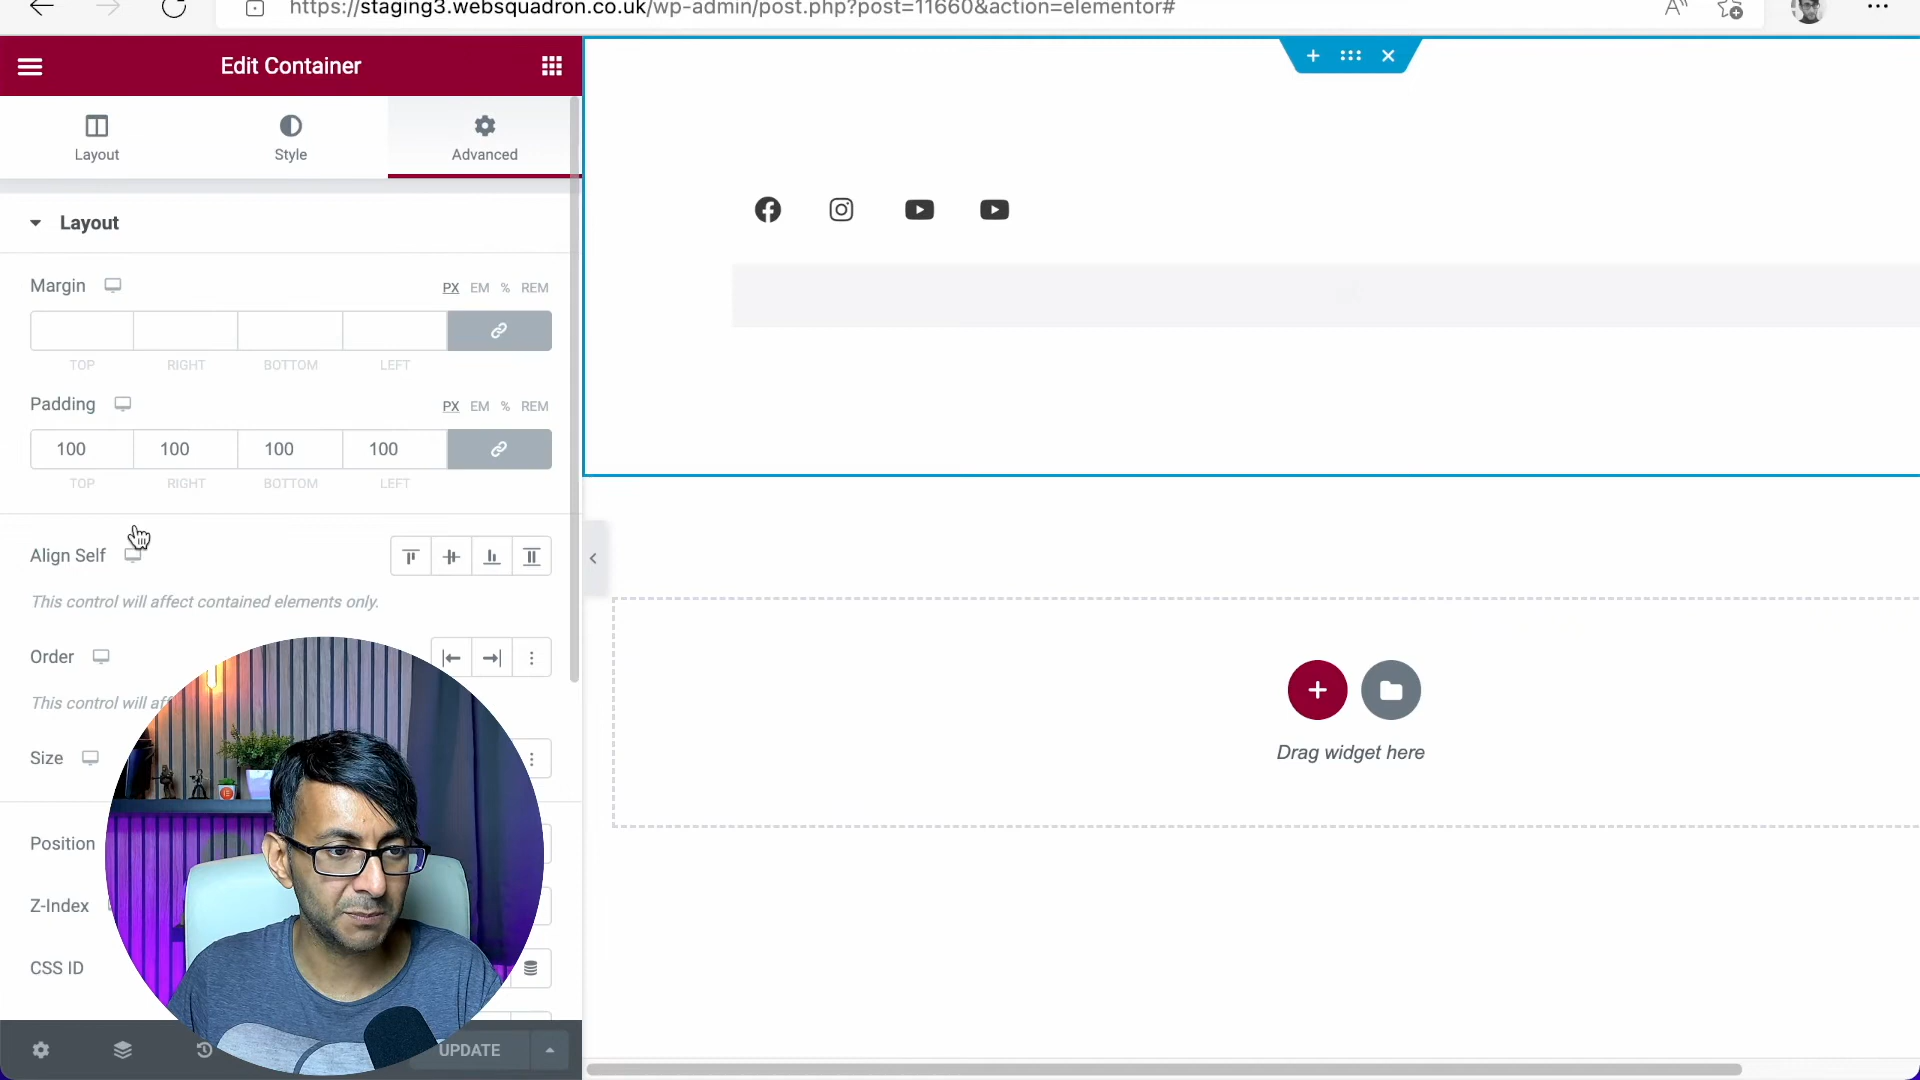 https://staging3.websquadron.co.uk/wp-admin/post.php?post=11660&action=elementor#
Edit Container
Layout
Style
Advanced
Layout
Margin
PX EM % REM
TOP RIGHT BOTTOM LEFT
Padding
PX EM % REM
100 100 100 100
TOP RIGHT BOTTOM LEFT
Align Self
This control will affect contained elements only.
Order
This control will
Size
Position
Z-Index
CSS ID
UPDATE
Drag widget here